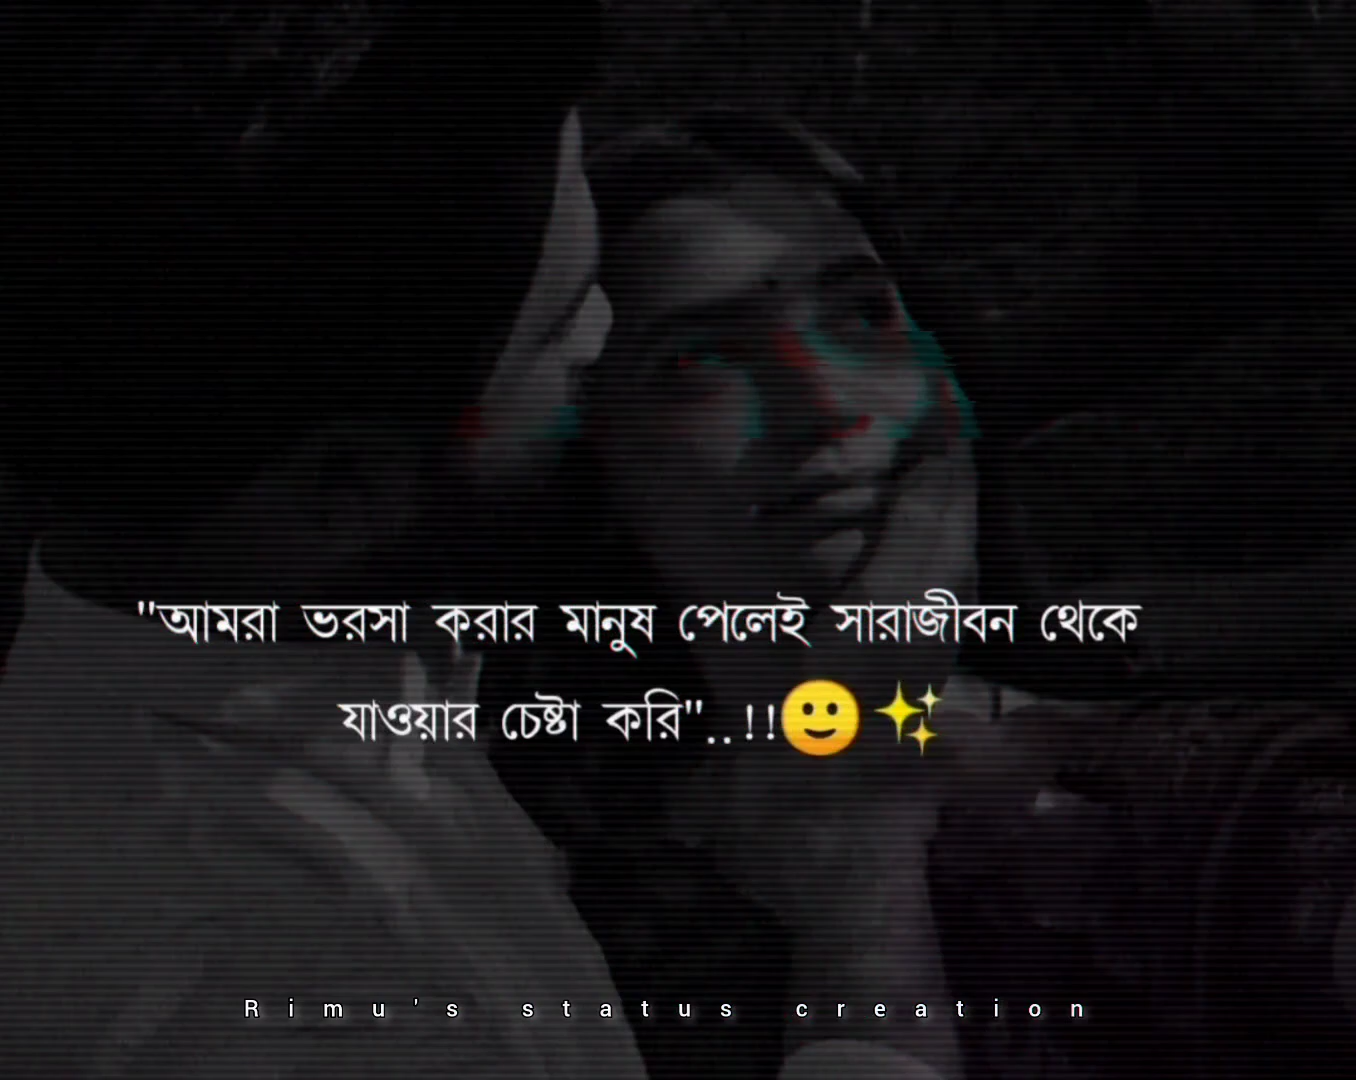 "আমরা ভরসা করার মানুষ পেলেই সারাজীবন থেকে
যাওয়ার চেষ্টা করি"..!!🙂✨
Rimu's status creation